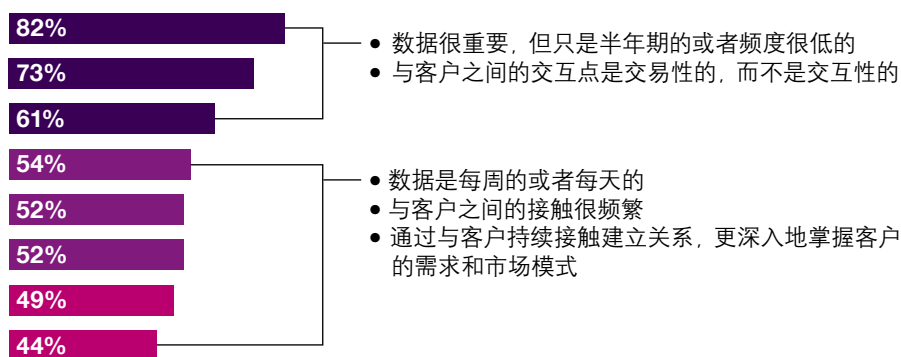 82%
73%
61%
54%
52%
52%
49%
44%
● 数据很重要，但只是半年期的或者频度很低的
● 与客户之间的交互点是交易性的，而不是交互性的
● 数据是每周的或者每天的
● 与客户之间的接触很频繁
● 通过与客户持续接触建立关系，更深入地掌握客户
的需求和市场模式